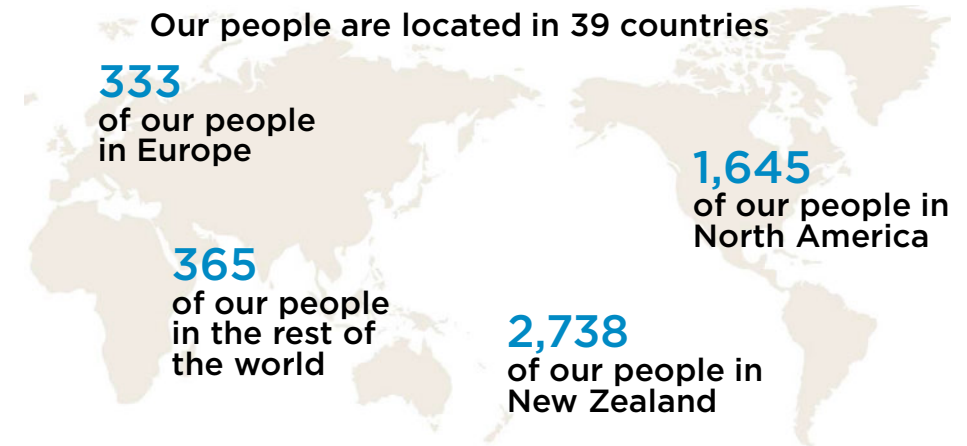 Our people are located in 39 countries
333
of our people
in Europe
1,645
of our people in
North America
365
of our people
in the rest of
the world
2,738
of our people in
New Zealand